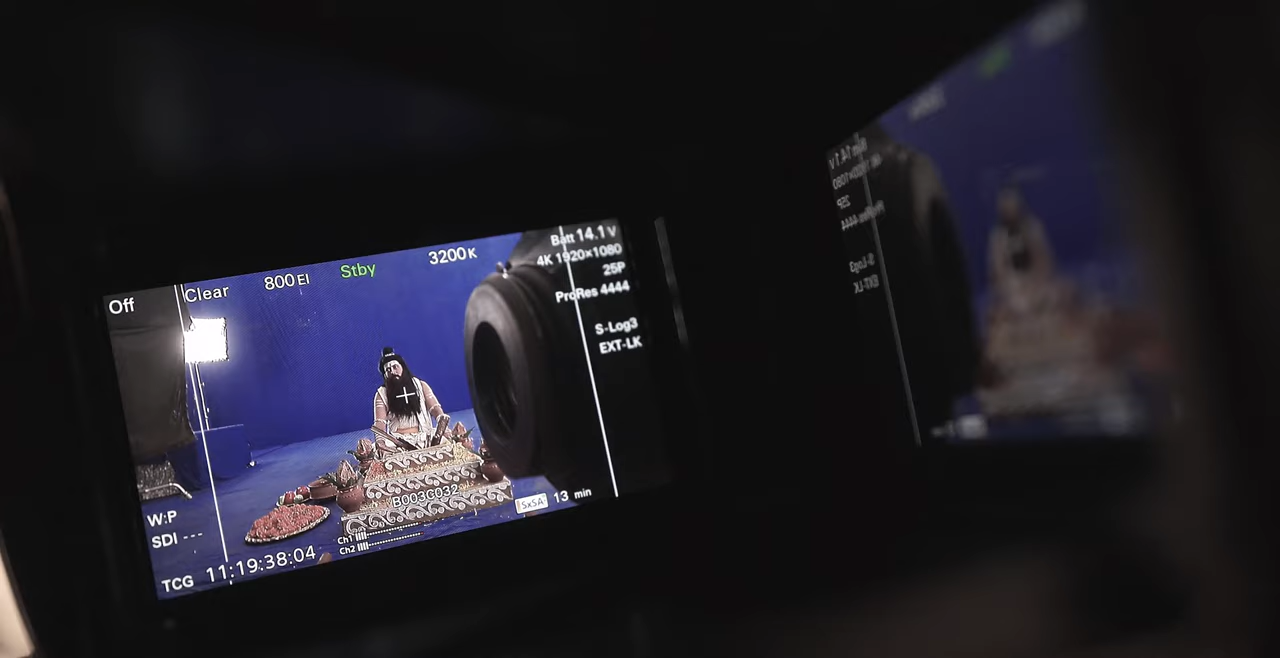 Off Clear 800EI Stby 3200K Batt 14.1V
4K 1920×1080
25P
ProRes 4444
S-Log3
EXT-LK
B003C032
SxSA 13 min
W:P
SDI ---
Ch1
Ch2
TCG 11:19:38:04